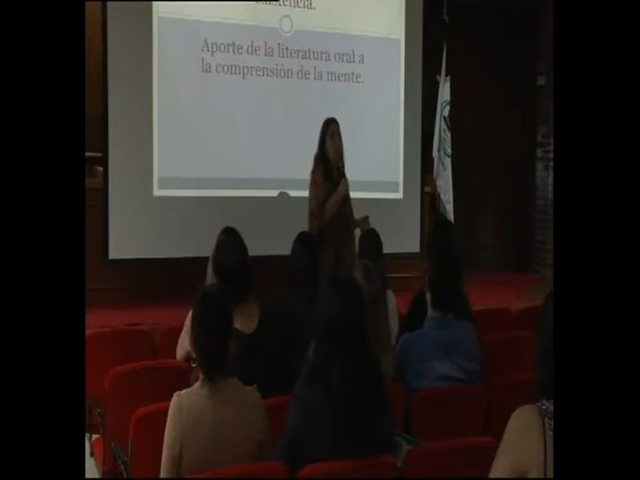 Aporte de la literatura oral a
la comprensión de la mente.